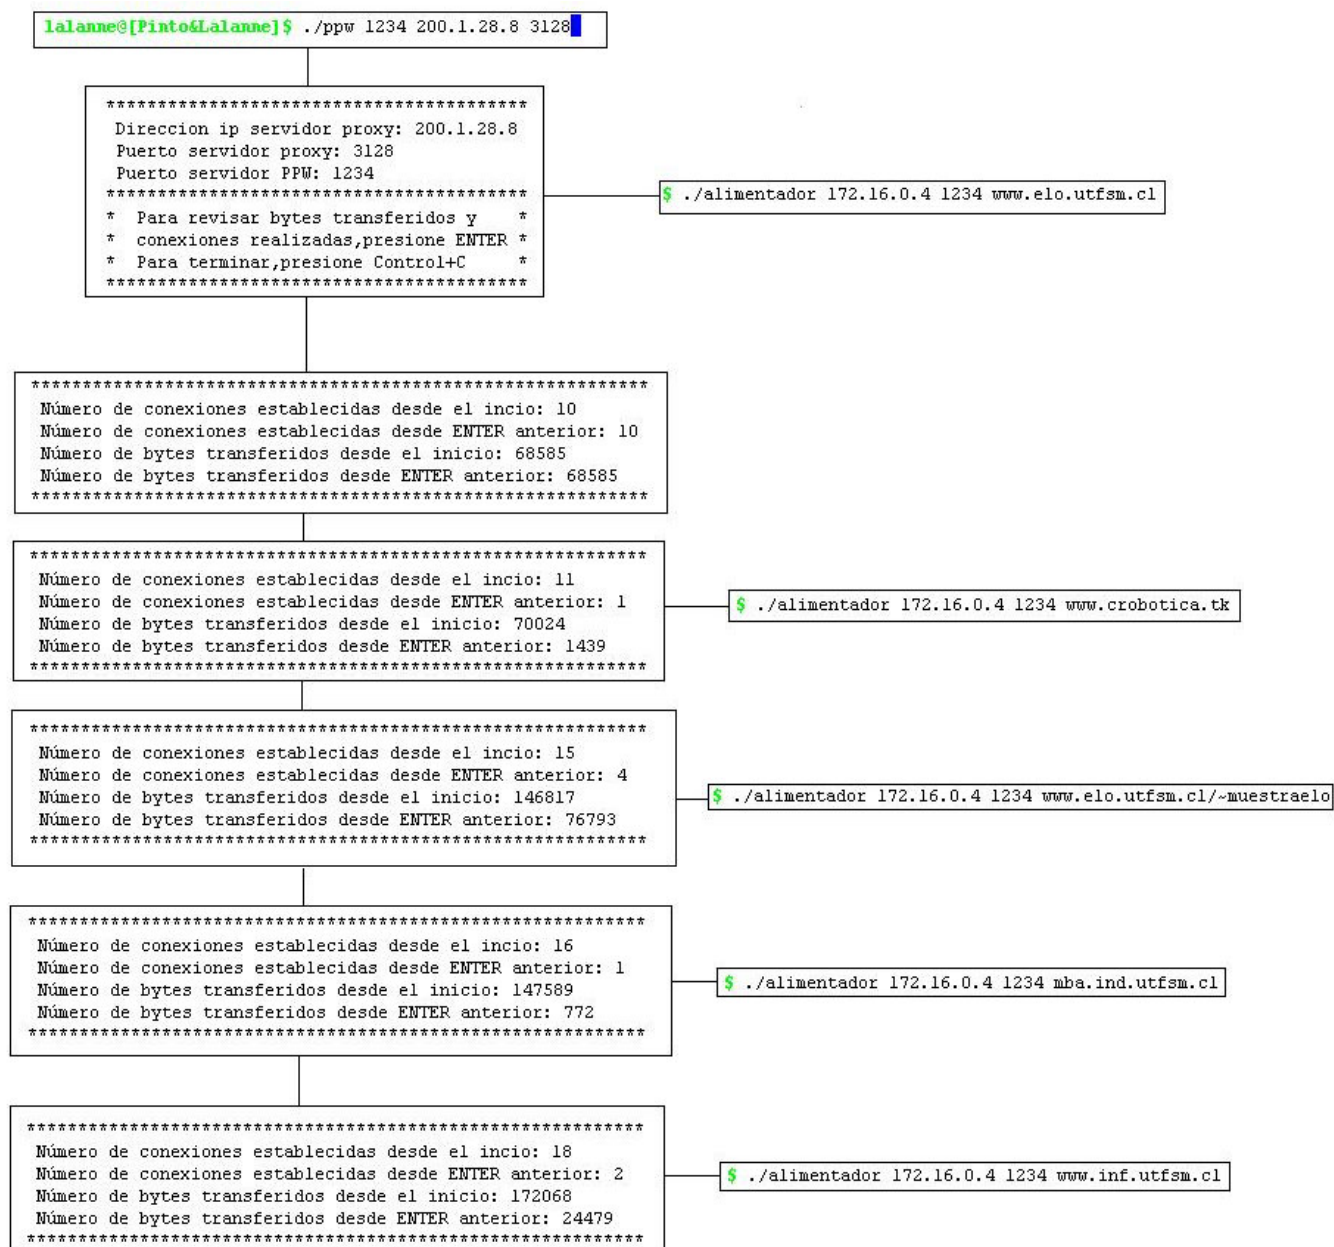 lalanne@[Pinto&Lalanne]$ ./ppw 1234 200.1.28.8 3128
*****************************************
Direccion ip servidor proxy: 200.1.28.8
Puerto servidor proxy: 3128
Puerto servidor PPW: 1234
*****************************************
* Para revisar bytes transferidos y *
* conexiones realizadas,presione ENTER *
* Para terminar,presione Control+C *
*****************************************
$ ./alimentador 172.16.0.4 1234 www.elo.utfsm.cl
************************************************************
Número de conexiones establecidas desde el incio: 10
Número de conexiones establecidas desde ENTER anterior: 10
Número de bytes transferidos desde el inicio: 68585
Número de bytes transferidos desde ENTER anterior: 68585
************************************************************
************************************************************
Número de conexiones establecidas desde el incio: 11
Número de conexiones establecidas desde ENTER anterior: 1
Número de bytes transferidos desde el inicio: 70024
Número de bytes transferidos desde ENTER anterior: 1439
************************************************************
$ ./alimentador 172.16.0.4 1234 www.crobotica.tk
************************************************************
Número de conexiones establecidas desde el incio: 15
Número de conexiones establecidas desde ENTER anterior: 4
Número de bytes transferidos desde el inicio: 146817
Número de bytes transferidos desde ENTER anterior: 76793
************************************************************
$ ./alimentador 172.16.0.4 1234 www.elo.utfsm.cl/~muestraelo
************************************************************
Número de conexiones establecidas desde el incio: 16
Número de conexiones establecidas desde ENTER anterior: 1
Número de bytes transferidos desde el inicio: 147589
Número de bytes transferidos desde ENTER anterior: 772
************************************************************
$ ./alimentador 172.16.0.4 1234 mba.ind.utfsm.cl
************************************************************
Número de conexiones establecidas desde el incio: 18
Número de conexiones establecidas desde ENTER anterior: 2
Número de bytes transferidos desde el inicio: 172068
Número de bytes transferidos desde ENTER anterior: 24479
************************************************************
$ ./alimentador 172.16.0.4 1234 www.inf.utfsm.cl